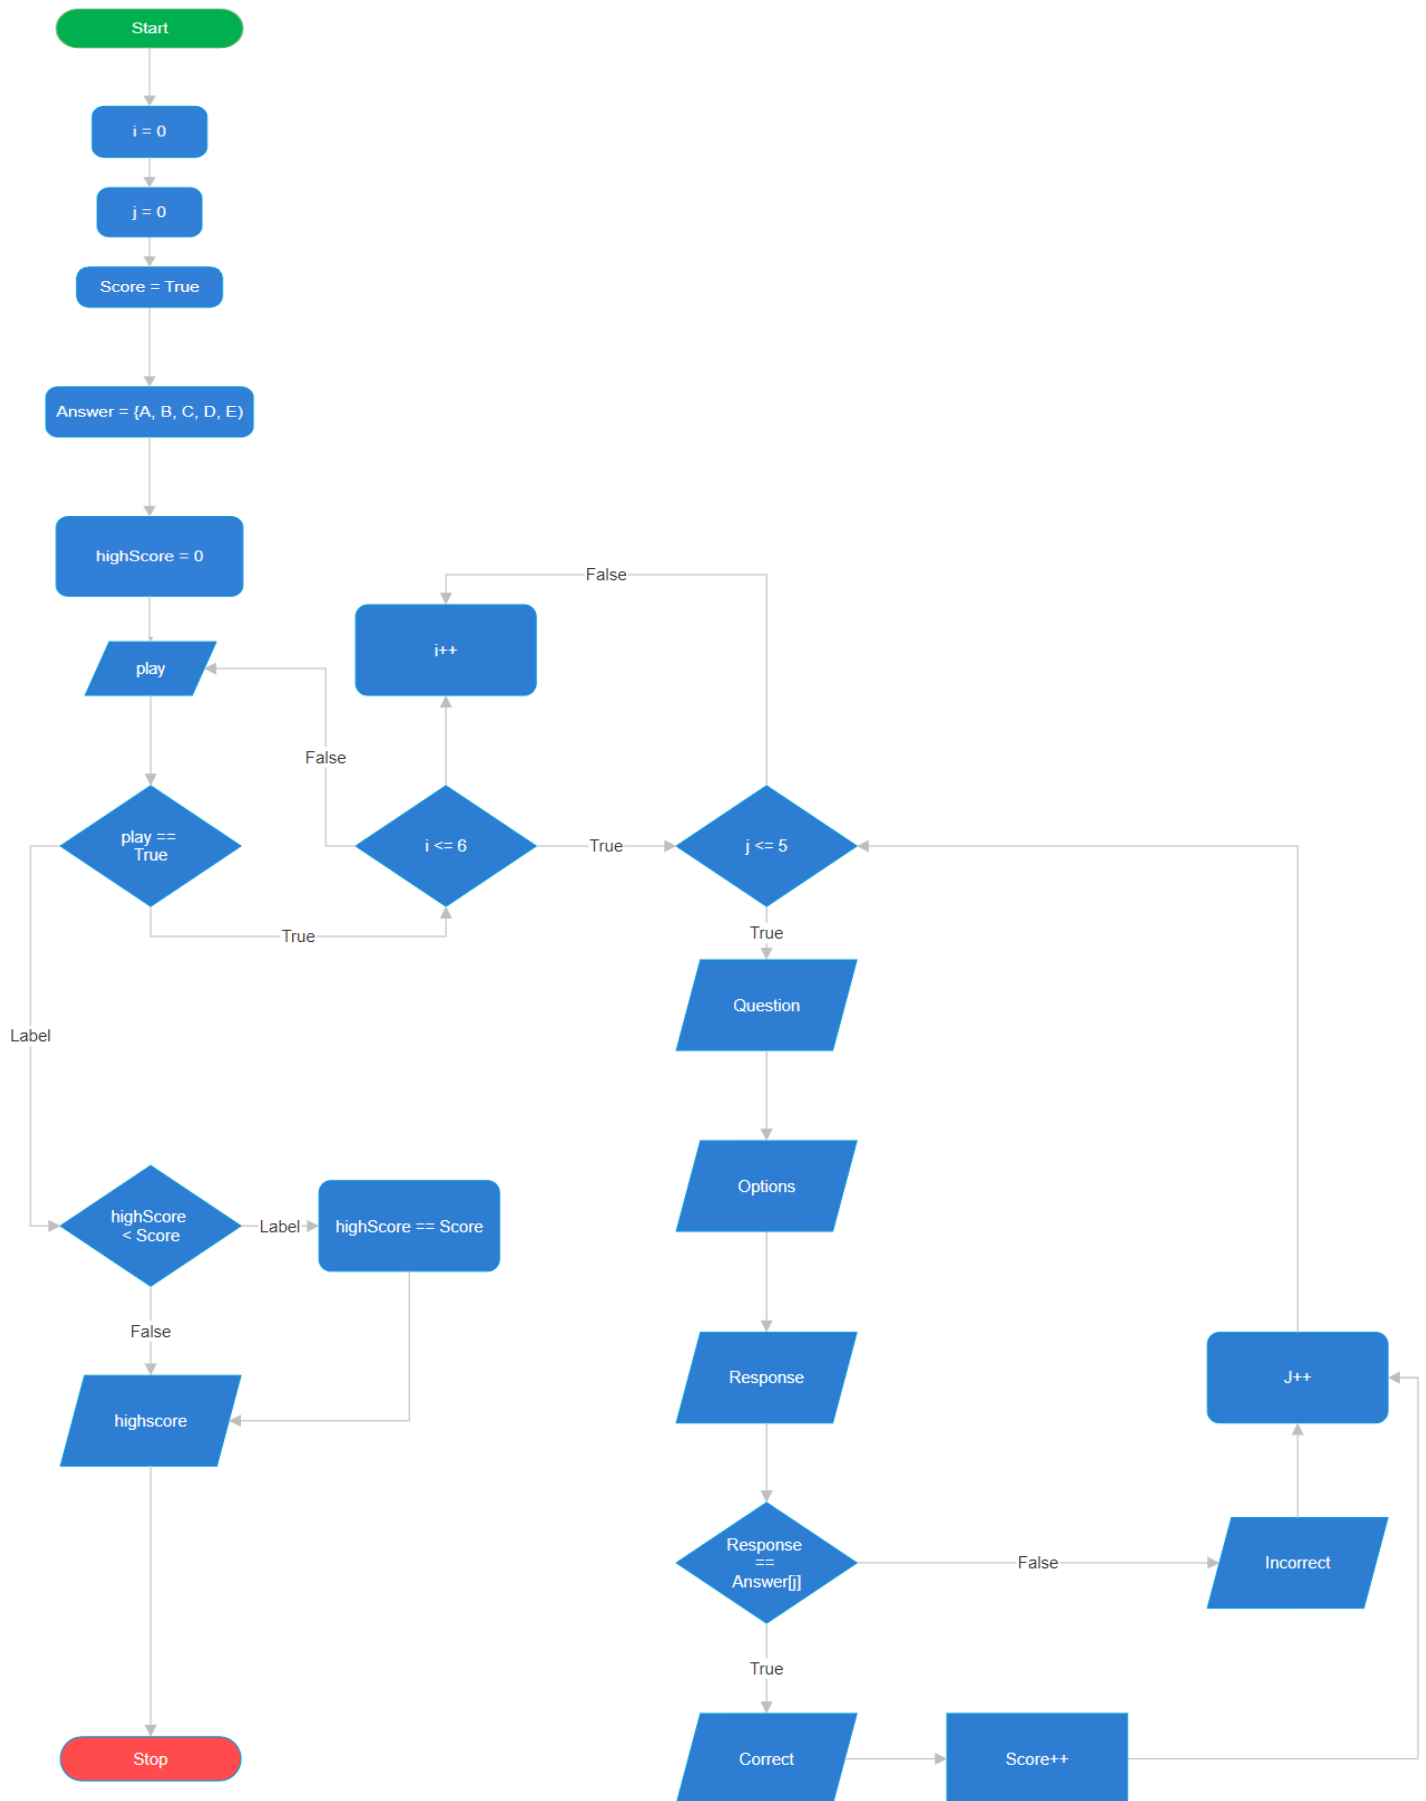 Start
i = 0
j = 0
Score = True
Answer = {A, B, C, D, E)
highScore = 0
False
i++
play
False
play ==
True
i <= 6
True
j <= 5
True
True
Question
Label
Options
highScore
< Score
Label
highScore == Score
False
Response
J++
highscore
Response
==
Answer[j]
False
Incorrect
True
Stop
Correct
Score++